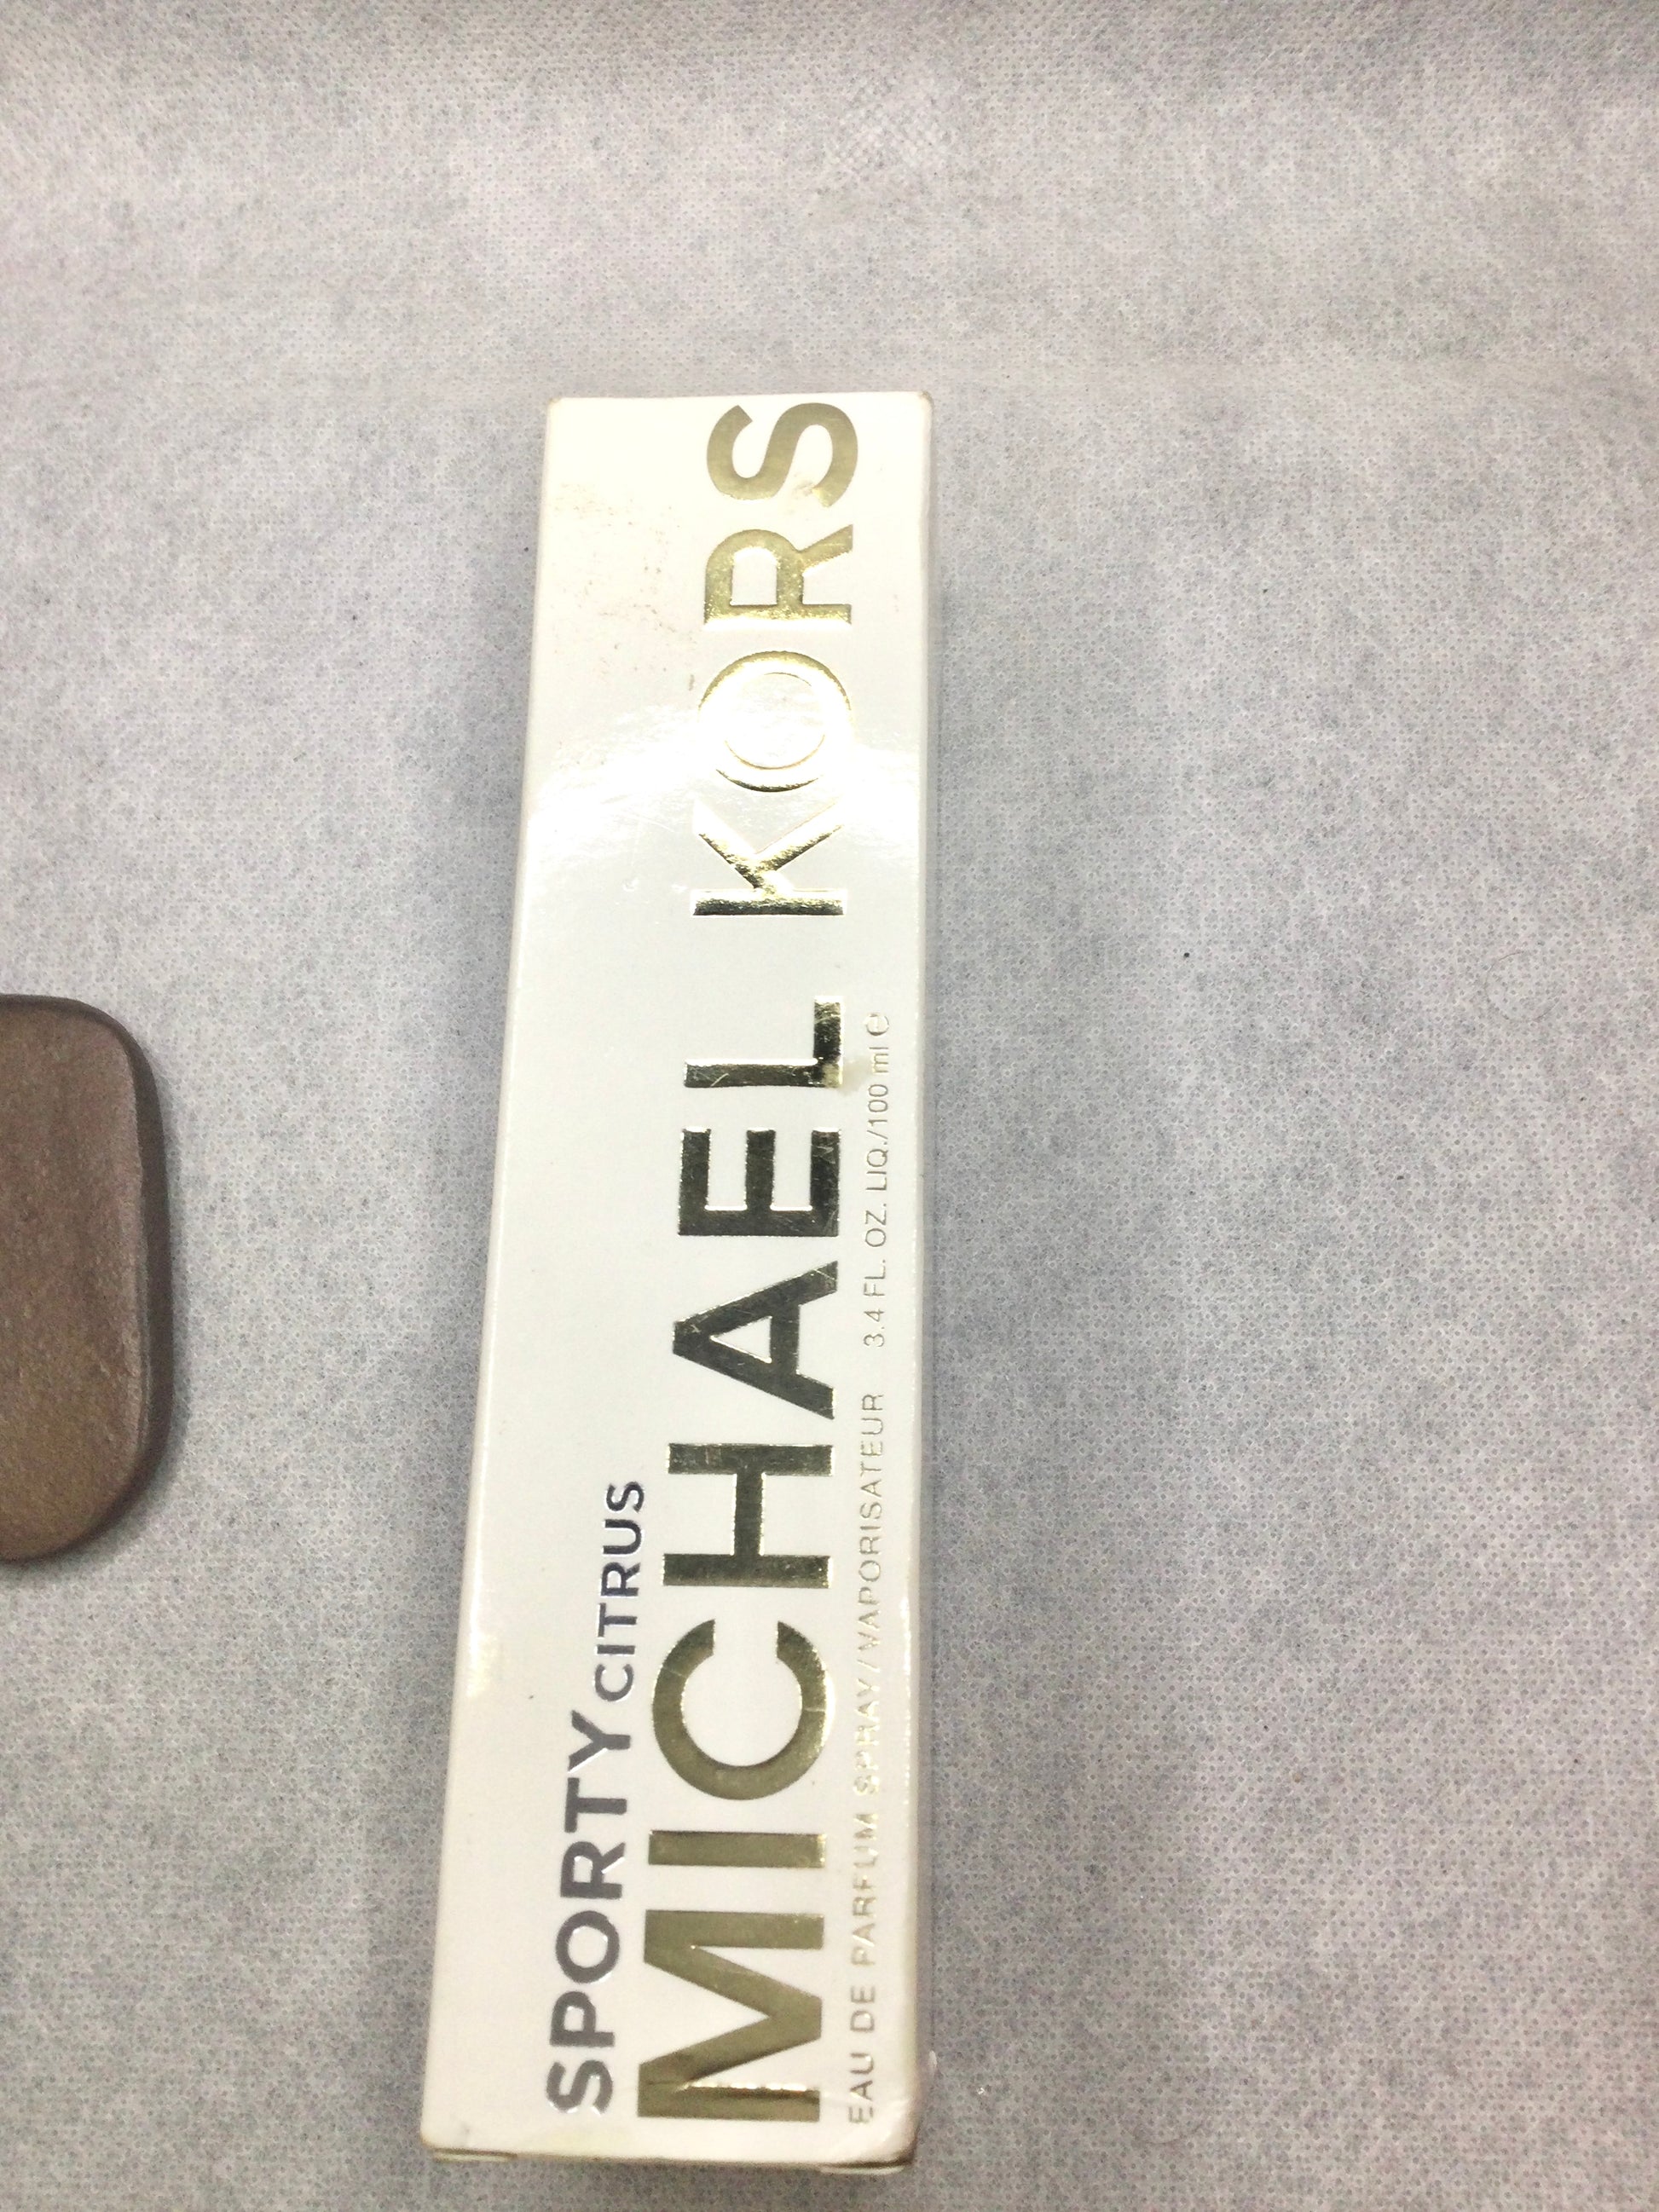 SPORTY CITRUS
MICHAEL KORS
EAU DE PARFUM SPRAY/VAPORISATEUR 3.4 FL. OZ. LIQ./100 ml ℮